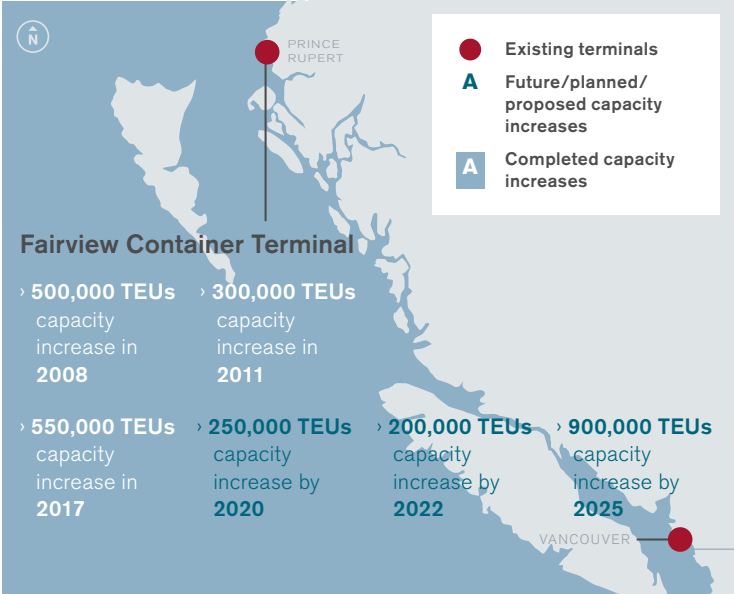 N
PRINCE
RUPERT
Existing terminals
A
Future/planned/
proposed capacity
increases
A
Completed capacity
increases
Fairview Container Terminal
› 500,000 TEUs
capacity
increase in
2008
› 300,000 TEUs
capacity
increase in
2011
› 550,000 TEUs
capacity
increase in
2017
› 250,000 TEUs
capacity
increase by
2020
› 200,000 TEUs
capacity
increase by
2022
› 900,000 TEUs
capacity
increase by
2025
VANCOUVER